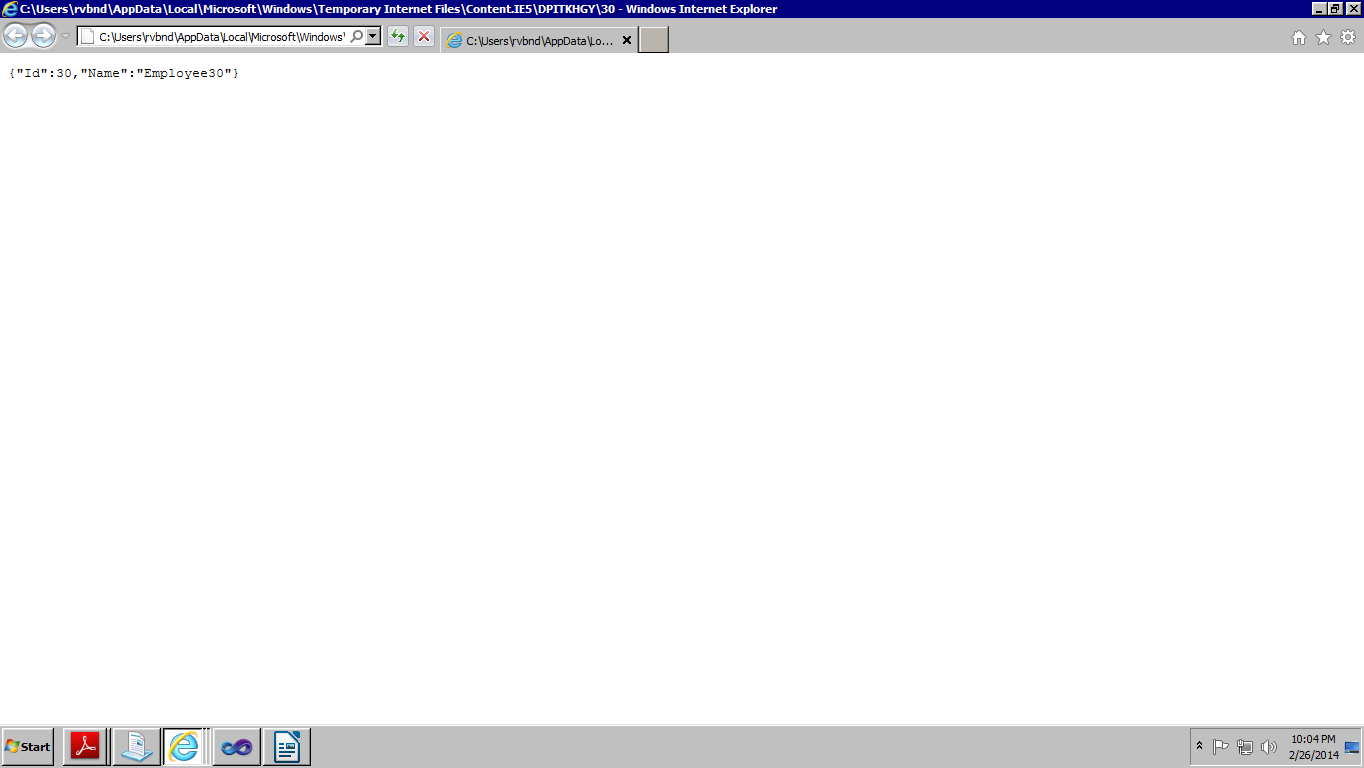 C:\Users\rvbnd\AppData\Local\Microsoft\Windows\Temporary Internet Files\Content.IE5\DPITKHGY\30 - Windows Internet Explorer
C:\Users\rvbnd\AppData\Local\Microsoft\Windows\
C:\Users\rvbnd\AppData\Lo...
{"Id":30,"Name":"Employee30"}
Start
10:04 PM
2/26/2014